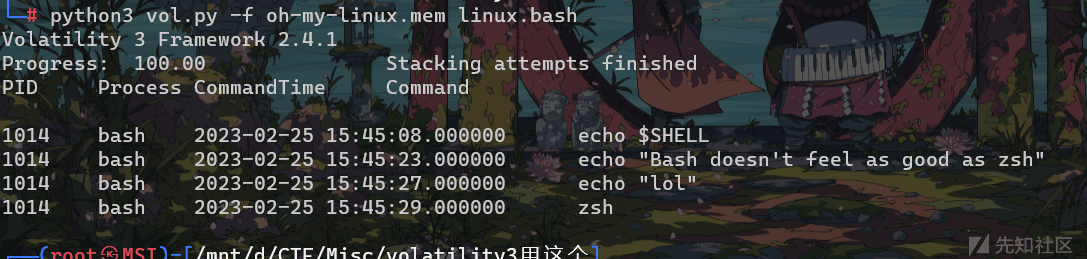 └─# python3 vol.py -f oh-my-linux.mem linux.bash
Volatility 3 Framework 2.4.1
Progress:  100.00               Stacking attempts finished
PID     Process CommandTime     Command
1014    bash    2023-02-25 15:45:08.000000      echo $SHELL
1014    bash    2023-02-25 15:45:23.000000      echo "Bash doesn't feel as good as zsh"
1014    bash    2023-02-25 15:45:27.000000      echo "lol"
1014    bash    2023-02-25 15:45:29.000000      zsh
┌──(root㉿MSI)-[/mnt/d/CTF/Misc/volatility3用这个]
先知社区